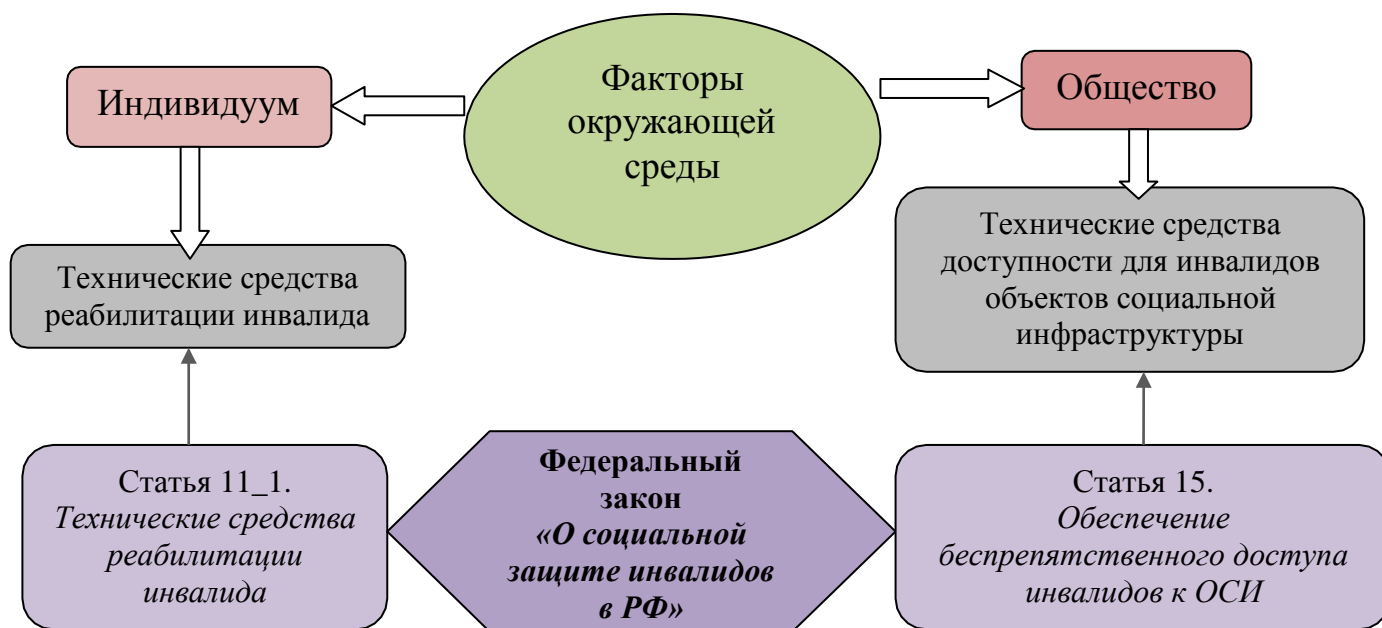 Индивидуум
Факторы
окружающей
среды
Общество
Технические средства
реабилитации инвалида
Технические средства
доступности для инвалидов
объектов социальной
инфраструктуры
Статья 11_1.
Технические средства
реабилитации
инвалида
Федеральный
закон
«О социальной
защите инвалидов
в РФ»
Статья 15.
Обеспечение
беспрепятственного доступа
инвалидов к ОСИ